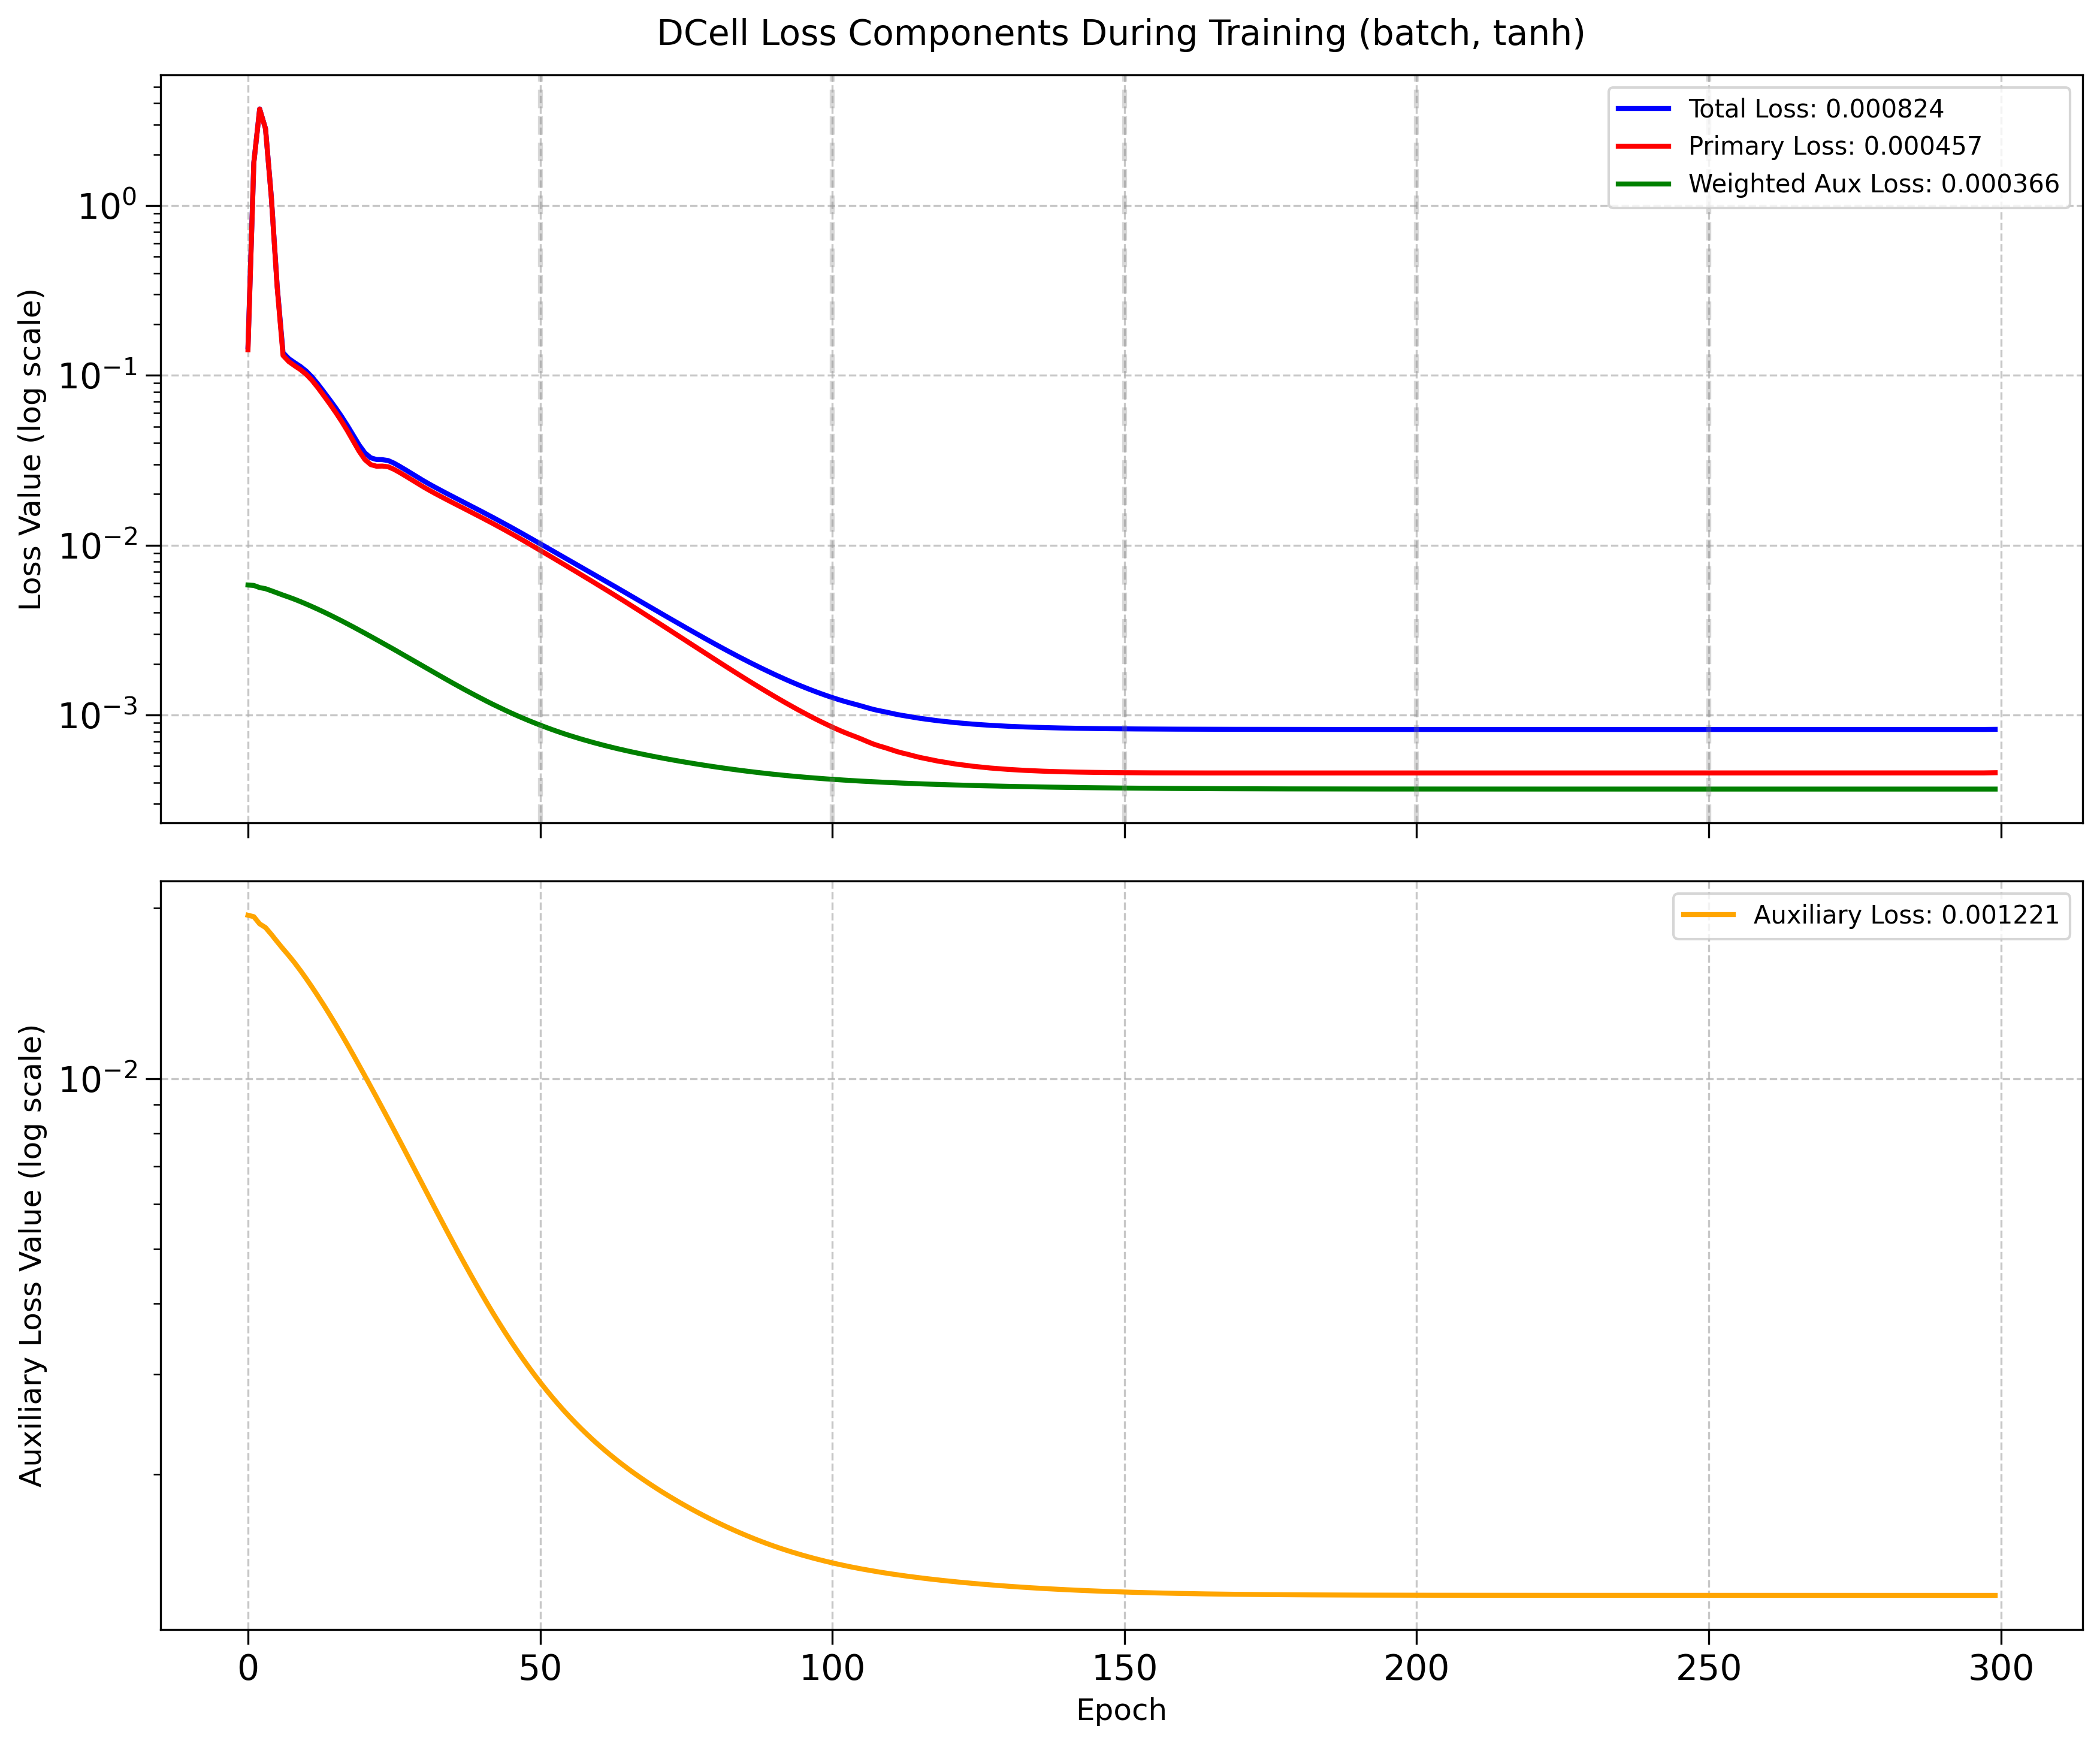 DCell Loss Components During Training (batch, tanh)
Total Loss: 0.000824
Primary Loss: 0.000457
Weighted Aux Loss: 0.000366
Loss Value (log scale)
10⁰
10⁻¹
10⁻²
10⁻³
Auxiliary Loss: 0.001221
Auxiliary Loss Value (log scale)
10⁻²
0 50 100 150 200 250 300
Epoch